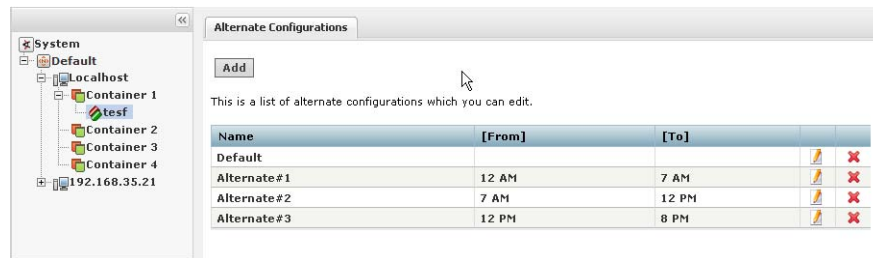 System
Default
Localhost
Container 1
tesf
Container 2
Container 3
Container 4
192.168.35.21
Alternate Configurations
Add
This is a list of alternate configurations which you can edit.
Name [From] [To]
Default
Alternate#1 12 AM 7 AM
Alternate#2 7 AM 12 PM
Alternate#3 12 PM 8 PM